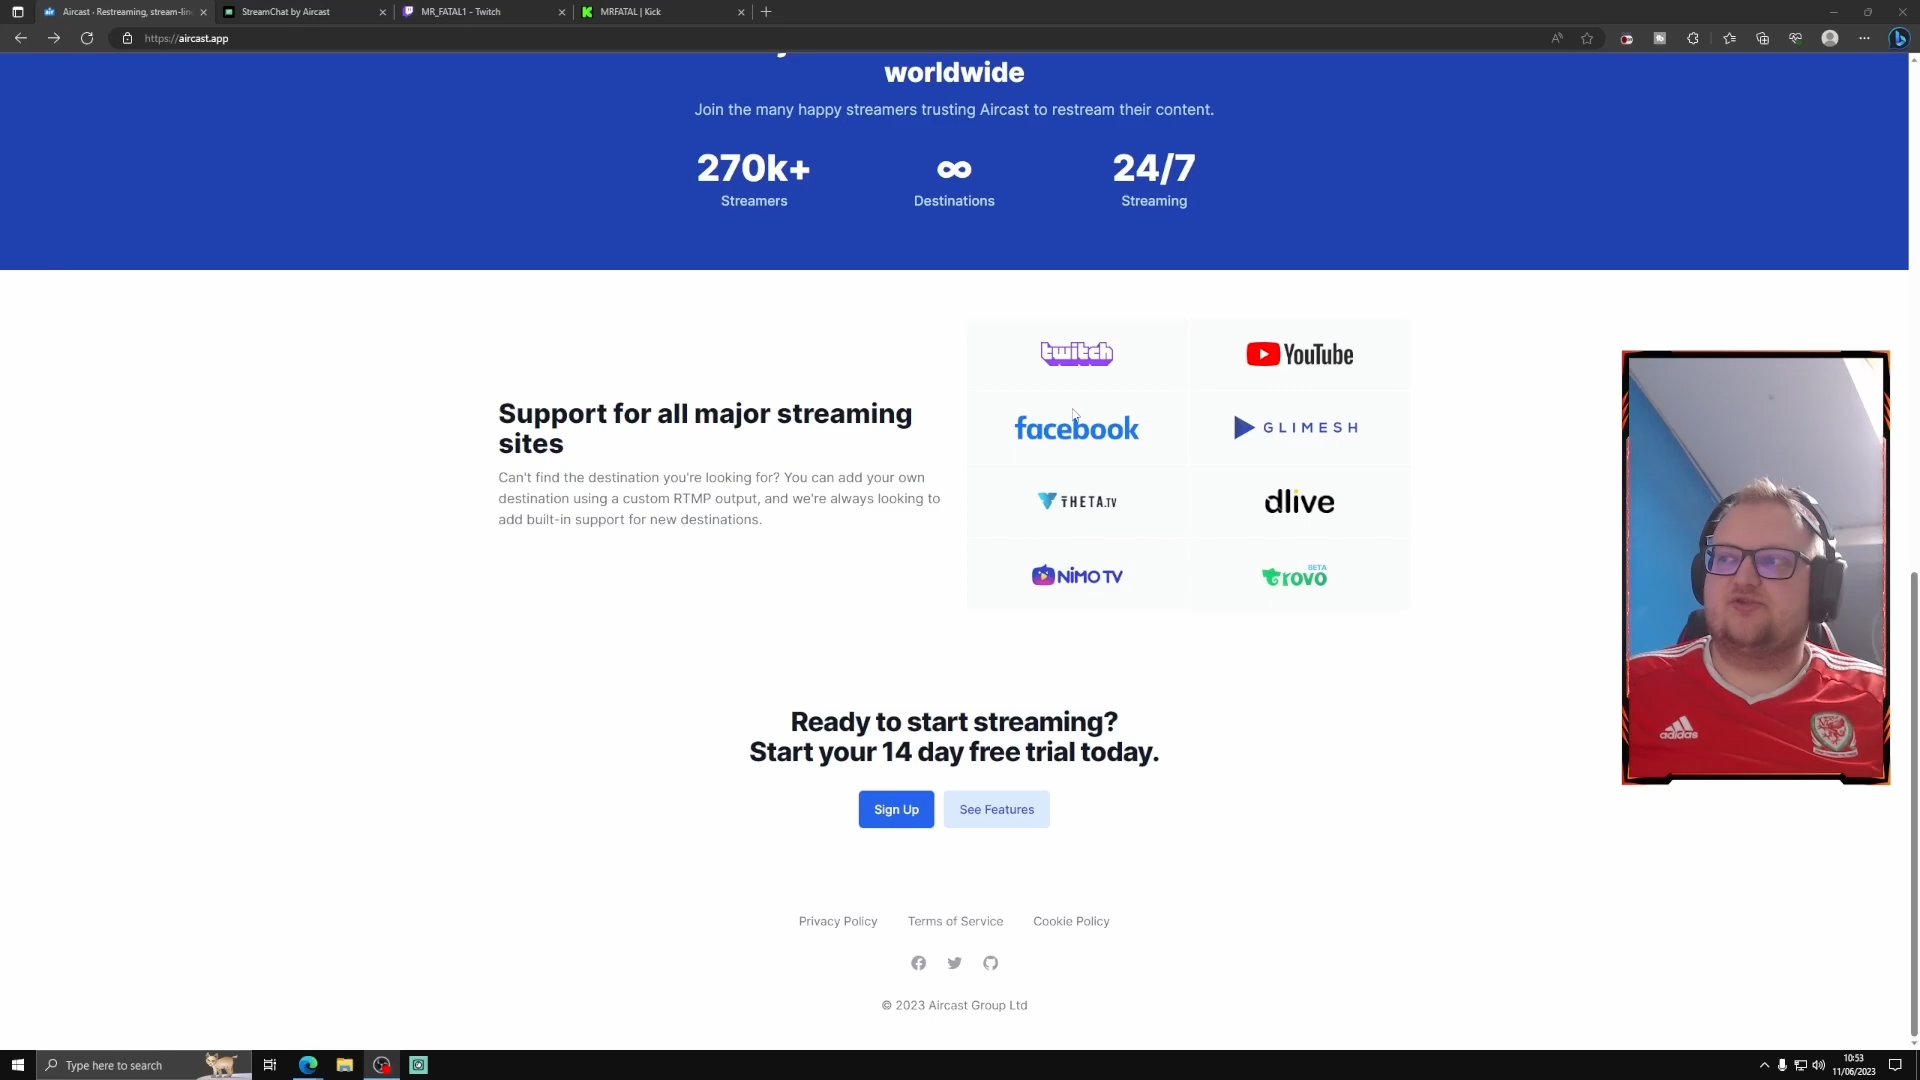 Aircast - Restreaming, stream-lin
StreamChat by Aircast
MR_FATAL1 - Twitch
MRFATAL | Kick
https://aircast.app
worldwide
Join the many happy streamers trusting Aircast to restream their content.
270k+
∞
24/7
Streamers
Destinations
Streaming
twitch
YouTube
Support for all major streaming
sites
facebook
GLIMESH
Can't find the destination you're looking for? You can add your own
destination using a custom RTMP output, and we're always looking to
add built-in support for new destinations.
THETA.TV
dlive
NIMO TV
trovo BETA
Ready to start streaming?
Start your 14 day free trial today.
Sign Up
See Features
adidas
Privacy Policy
Terms of Service
Cookie Policy
© 2023 Aircast Group Ltd
Type here to search
10:53
11/06/2023